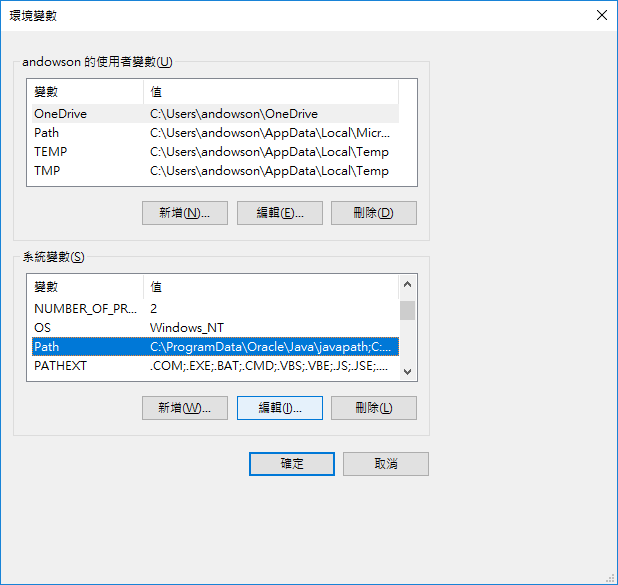 環境變數
andowson 的使用者變數(U)
變數 值
OneDrive C:\Users\andowson\OneDrive
Path C:\Users\andowson\AppData\Local\Micr...
TEMP C:\Users\andowson\AppData\Local\Temp
TMP C:\Users\andowson\AppData\Local\Temp
新增(N)... 編輯(E)... 刪除(D)
系統變數(S)
變數 值
NUMBER_OF_PR... 2
OS Windows_NT
Path C:\ProgramData\Oracle\Java\javapath;C:...
PATHEXT .COM;.EXE;.BAT;.CMD;.VBS;.VBE;.JS;.JSE;....
新增(W)... 編輯(I)... 刪除(L)
確定 取消